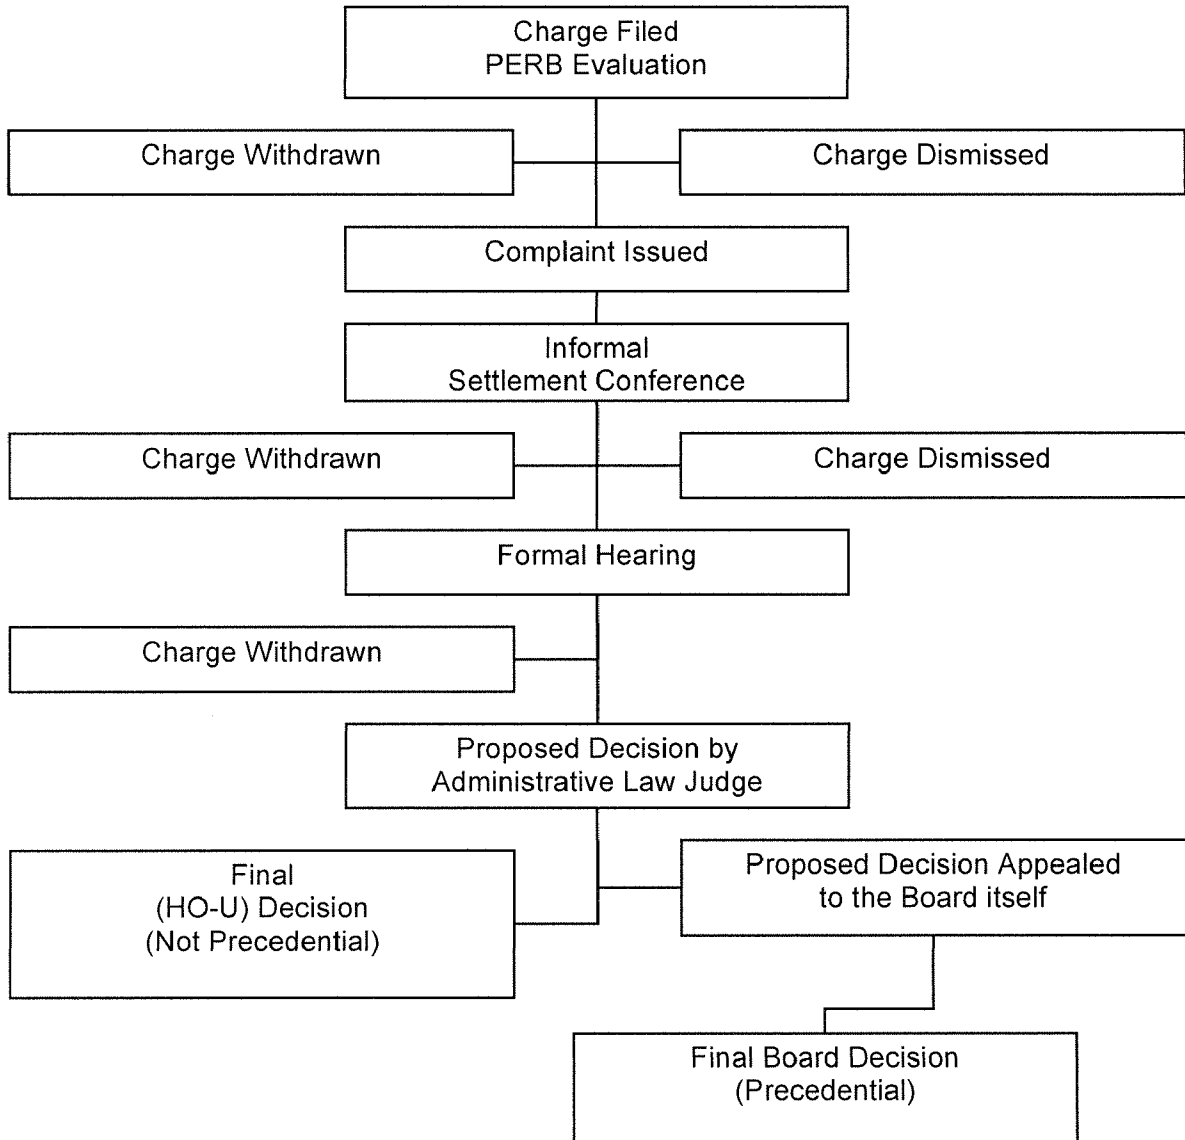 Charge Filed
PERB Evaluation
Charge Withdrawn
Charge Dismissed
Complaint Issued
Informal
Settlement Conference
Charge Withdrawn
Charge Dismissed
Formal Hearing
Charge Withdrawn
Proposed Decision by
Administrative Law Judge
Final
(HO-U) Decision
(Not Precedential)
Proposed Decision Appealed
to the Board itself
Final Board Decision
(Precedential)